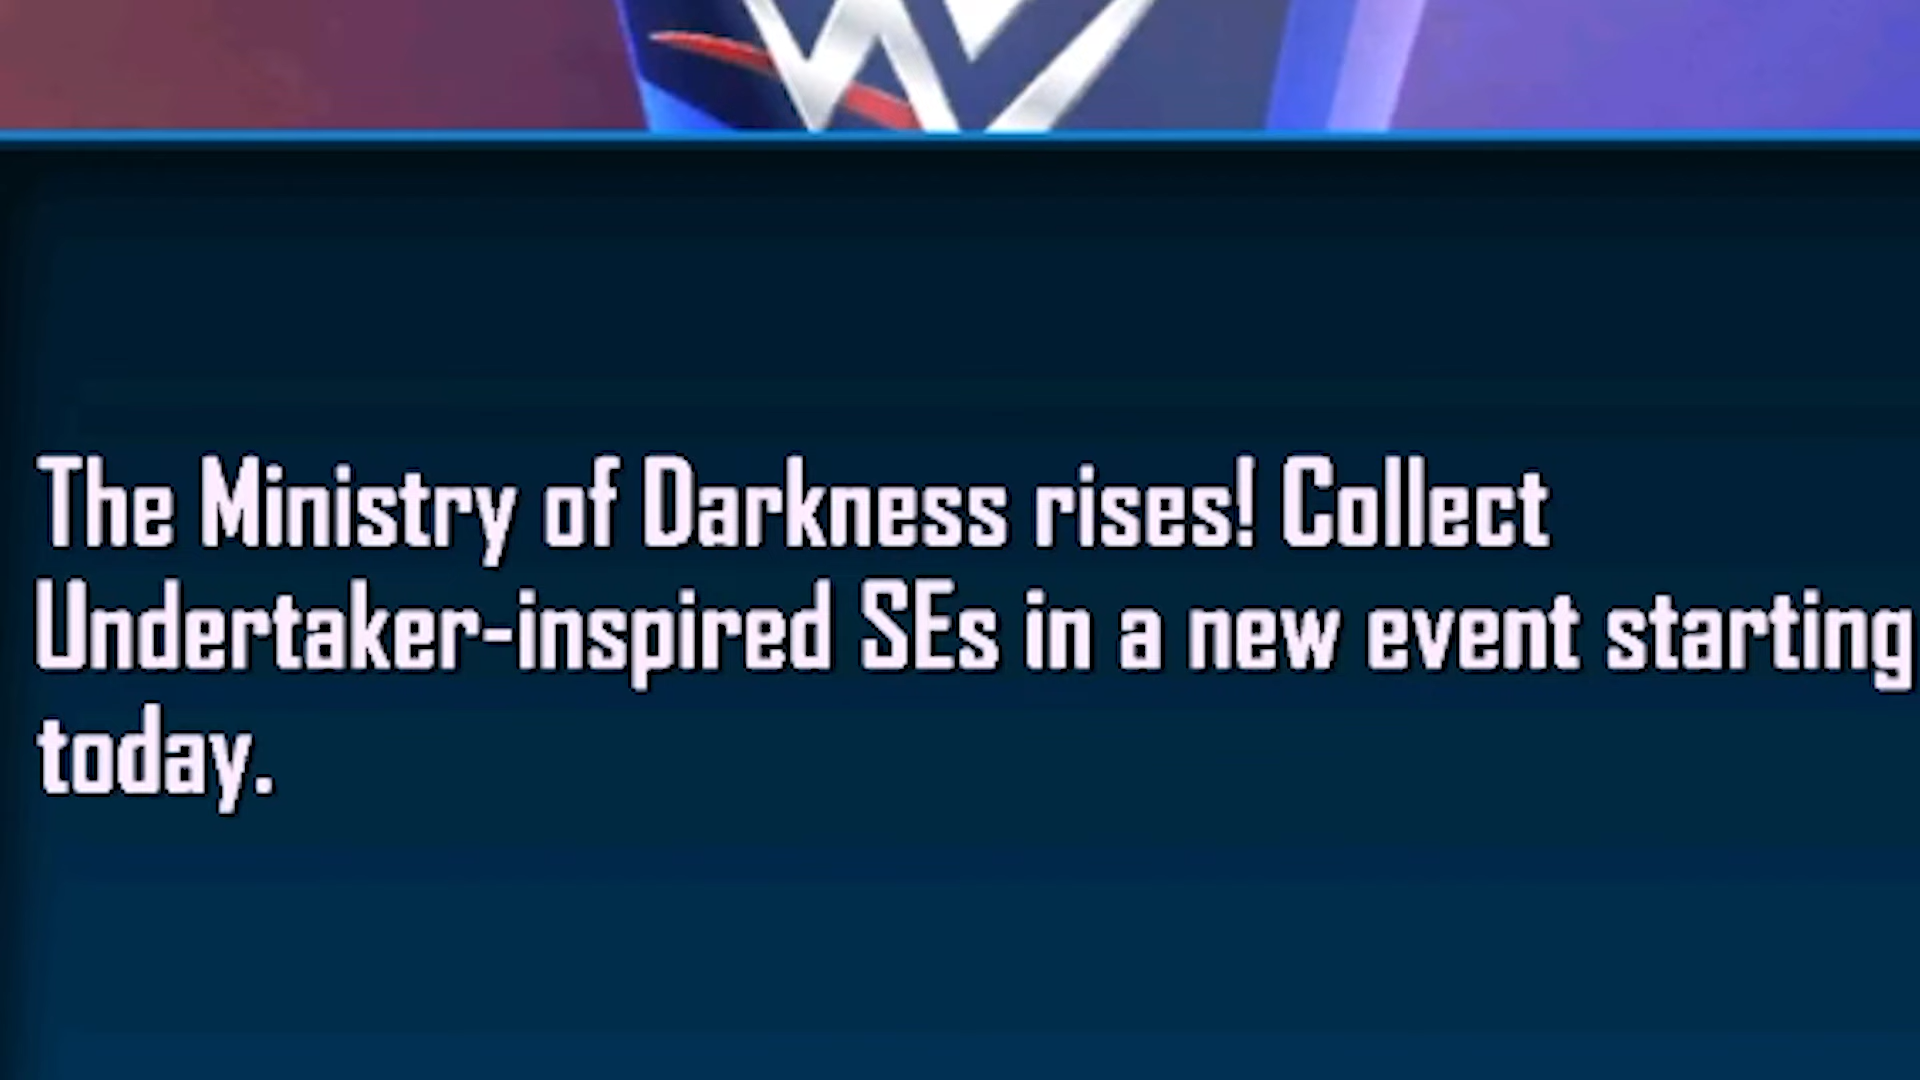 The Ministry of Darkness rises! Collect
Undertaker-inspired SEs in a new event starting
today.